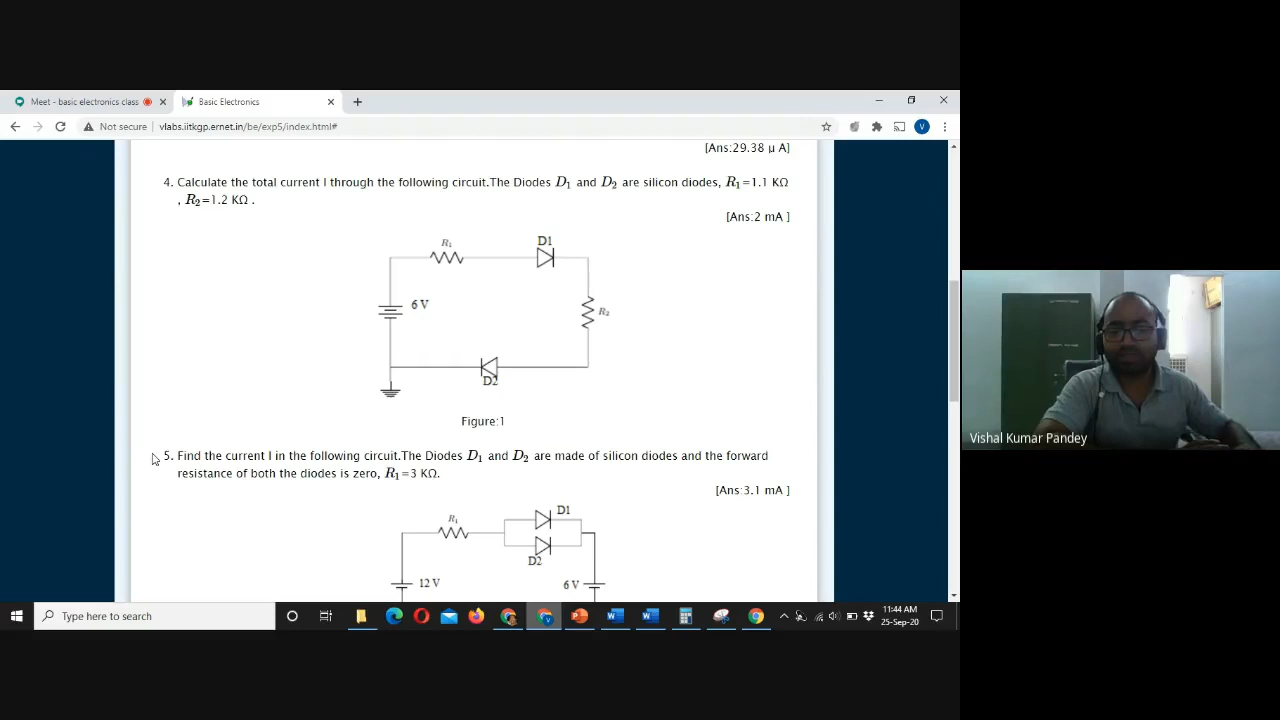 Meet - basic electronics class
Basic Electronics
Not secure
vlabs.iitkgp.ernet.in/be/exp5/index.html#
V
[Ans:29.38 μ A]
4. Calculate the total current I through the following circuit.The Diodes D1 and D2 are silicon diodes, R1=1.1 KΩ
, R2=1.2 KΩ .
[Ans:2 mA ]
R1
D1
6 V
R2
D2
Figure:1
5. Find the current I in the following circuit.The Diodes D1 and D2 are made of silicon diodes and the forward
resistance of both the diodes is zero, R1=3 KΩ.
[Ans:3.1 mA ]
R1
D1
D2
12 V
6 V
Vishal Kumar Pandey
Type here to search
11:44 AM
25-Sep-20